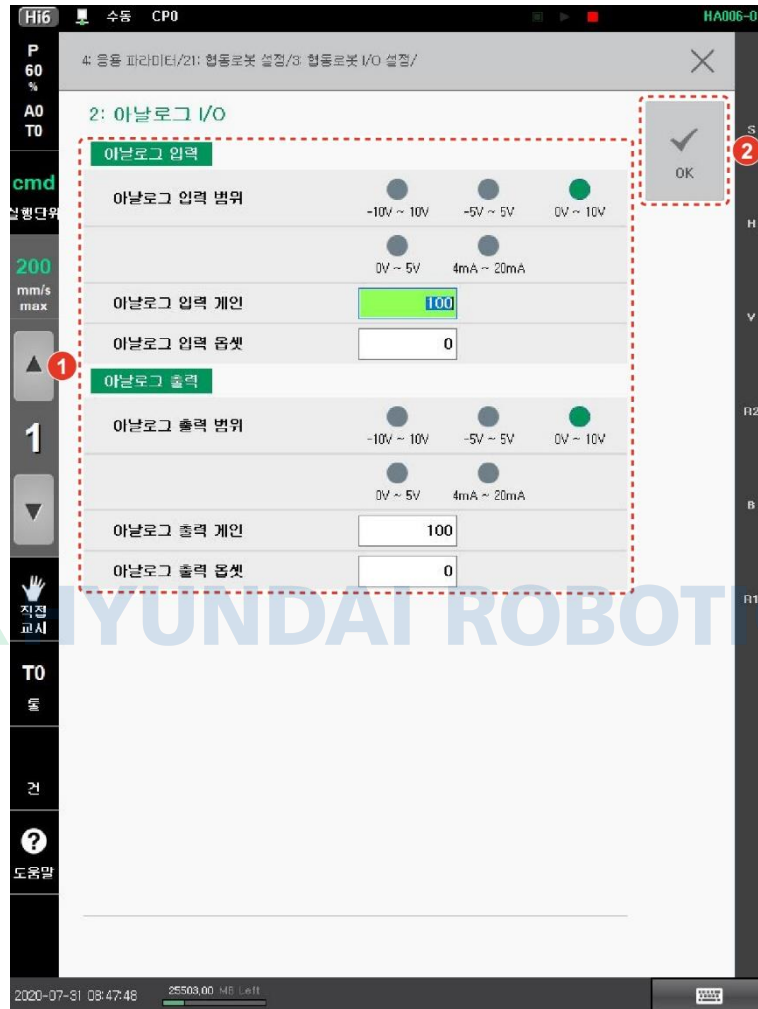 Hi6 수동 CP0 HA006-0
P
60
%
A0
T0
cmd
실행단위
200
mm/s
max
1
직접
교시
T0
툴
건
?
도움말
4: 응용 파라미터/21: 협동로봇 설정/3: 협동로봇 I/O 설정/
2: 아날로그 I/O
아날로그 입력
아날로그 입력 범위
-10V ~ 10V -5V ~ 5V 0V ~ 10V
0V ~ 5V 4mA ~ 20mA
아날로그 입력 게인 100
아날로그 입력 옵셋 0
1
아날로그 출력
아날로그 출력 범위
-10V ~ 10V -5V ~ 5V 0V ~ 10V
0V ~ 5V 4mA ~ 20mA
아날로그 출력 게인 100
아날로그 출력 옵셋 0
OK
2
S
H
V
R2
B
R1
HYUNDAI ROBOTI
2020-07-31 08:47:48 25503,00 MB Left